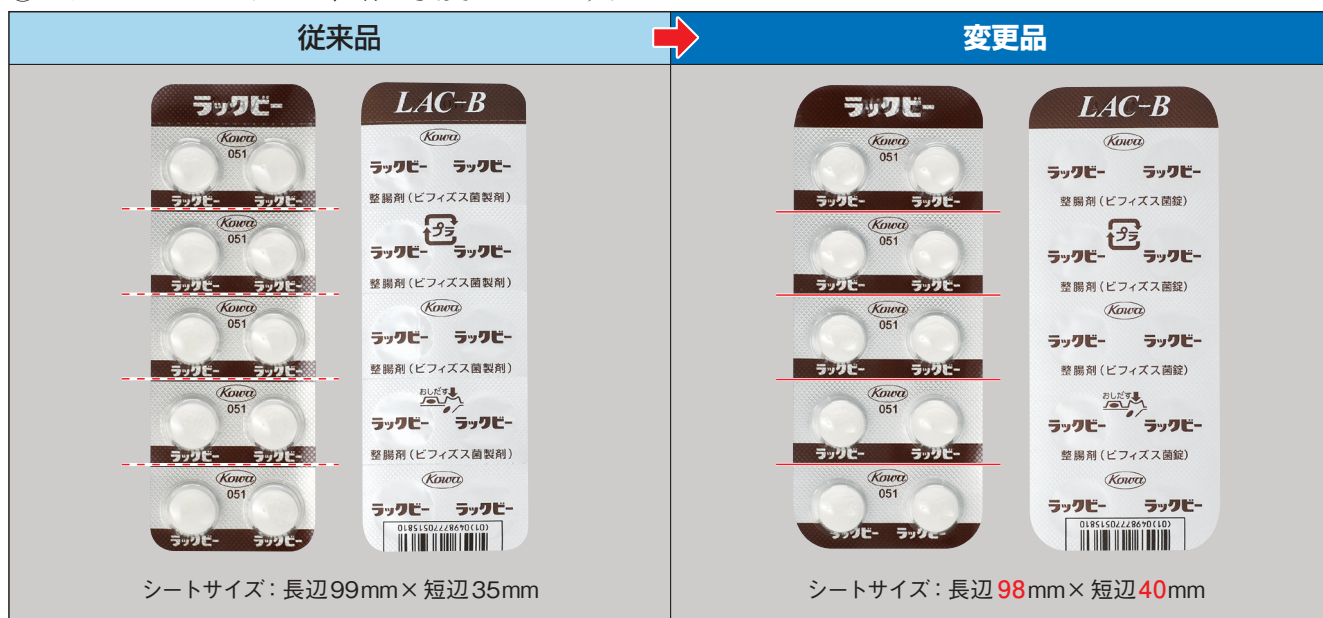 従来品
変更品
ラックビー
Kowa
051
ラックビー ラックビー
Kowa
051
ラックビー ラックビー
Kowa
051
ラックビー ラックビー
Kowa
051
ラックビー ラックビー
Kowa
051
ラックビー ラックビー
LAC-B
Kowa
ラックビー ラックビー
整腸剤(ビフィズス菌製剤)
プラ
ラックビー ラックビー
整腸剤(ビフィズス菌製剤)
Kowa
ラックビー ラックビー
整腸剤(ビフィズス菌製剤)
おしだす
ラックビー ラックビー
整腸剤(ビフィズス菌製剤)
Kowa
ラックビー ラックビー
(01)04987770515810
シートサイズ:長辺99mm×短辺35mm
ラックビー
Kowa
051
ラックビー ラックビー
Kowa
051
ラックビー ラックビー
Kowa
051
ラックビー ラックビー
Kowa
051
ラックビー ラックビー
Kowa
051
ラックビー ラックビー
LAC-B
Kowa
ラックビー ラックビー
整腸剤(ビフィズス菌錠)
プラ
ラックビー ラックビー
整腸剤(ビフィズス菌錠)
Kowa
ラックビー ラックビー
整腸剤(ビフィズス菌錠)
おしだす
ラックビー ラックビー
整腸剤(ビフィズス菌錠)
Kowa
ラックビー ラックビー
(01)04987770515810
シートサイズ:長辺98mm×短辺40mm